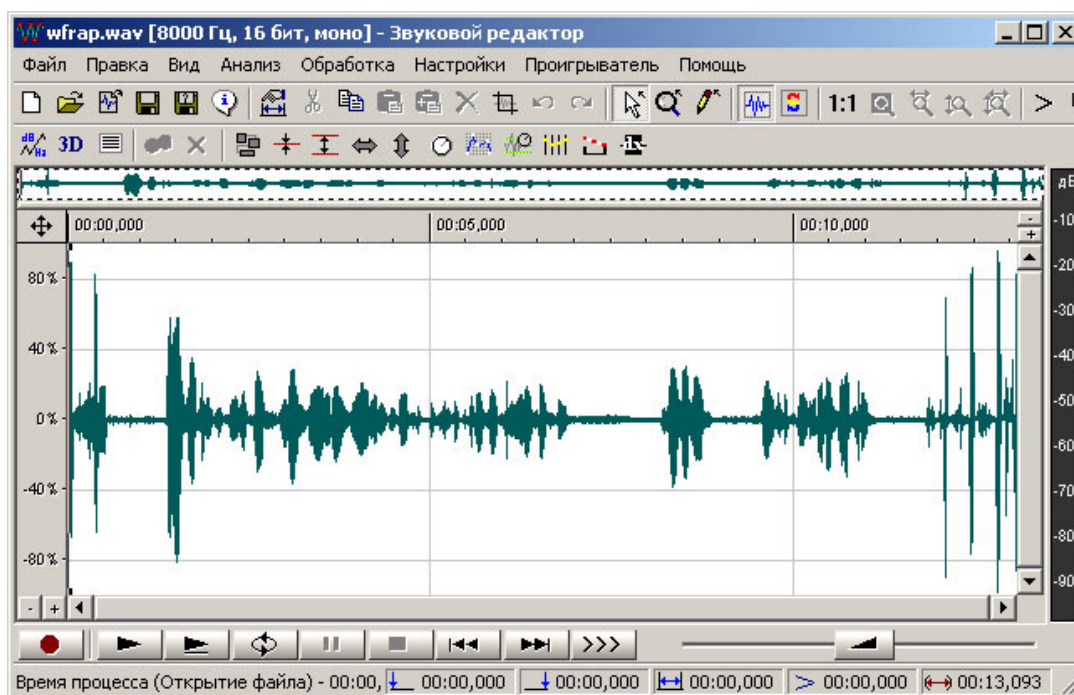 wfrap.wav [8000 Гц, 16 бит, моно] - Звуковой редактор
Файл Правка Вид Анализ Обработка Настройки Проигрыватель Помощь
1:1
dB Hz 3D
дБ
00:00,000 00:05,000 00:10,000
-10
-20
80%
-30
40%
-40
-50
0%
-60
-40%
-70
-80
-80%
-90
Время процесса (Открытие файла) - 00:00, 00:00,000 00:00,000 00:00,000 00:00,000 00:13,093